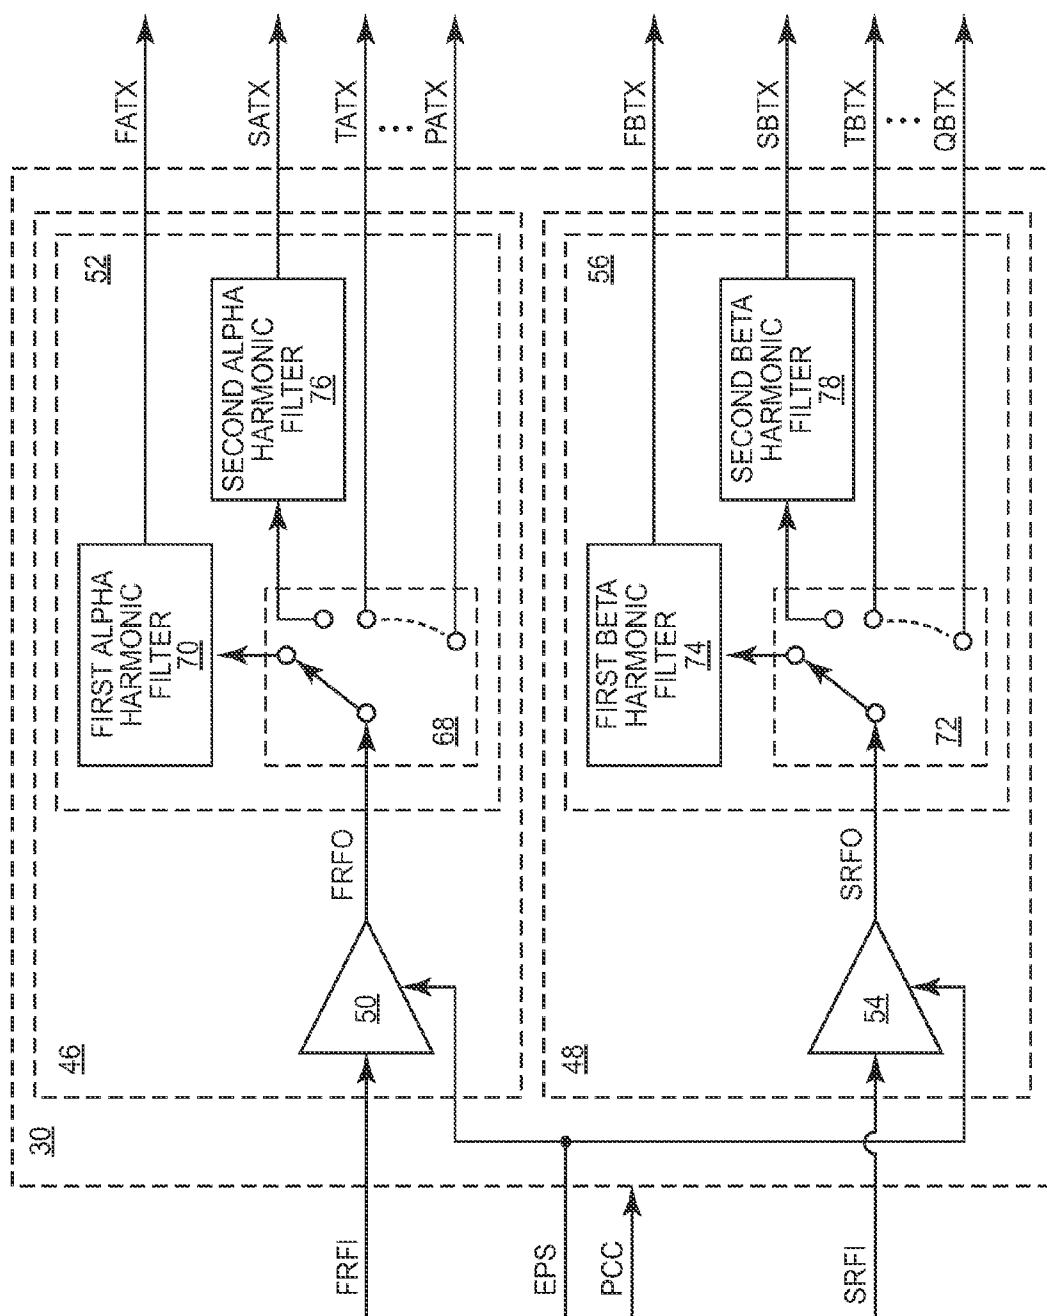 FATX
SATX
TATX
PATX
FBTX
SBTX
TBTX
QBTX
52
SECOND ALPHA
HARMONIC
FILTER
76
56
SECOND BETA
HARMONIC
FILTER
78
FIRST ALPHA
HARMONIC
FILTER
70
68
FIRST BETA
HARMONIC
FILTER
74
72
FRFO
SRFO
50
54
46
48
30
FRFI
EPS
PCC
SRFI